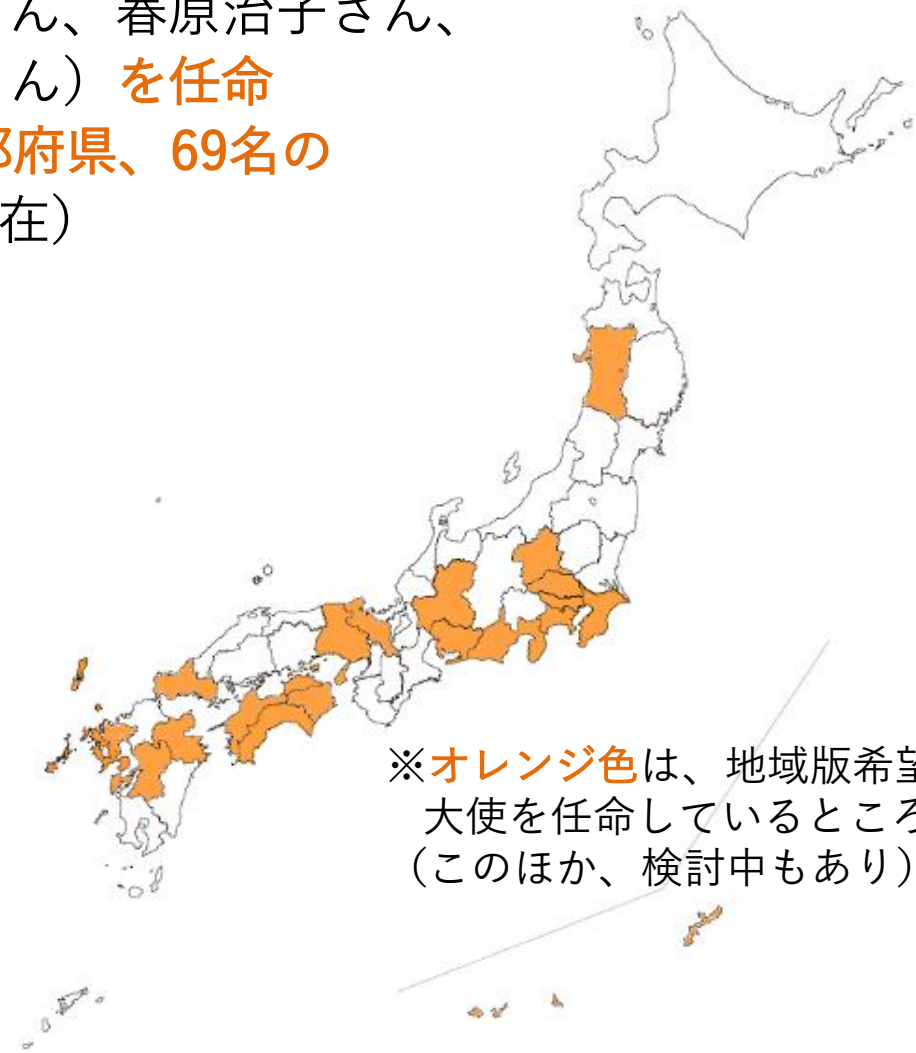 ん、春原治子さん、
ん）を任命
府県、69名の
在）
※オレンジ色は、地域版希望
大使を任命しているところ
（このほか、検討中もあり）